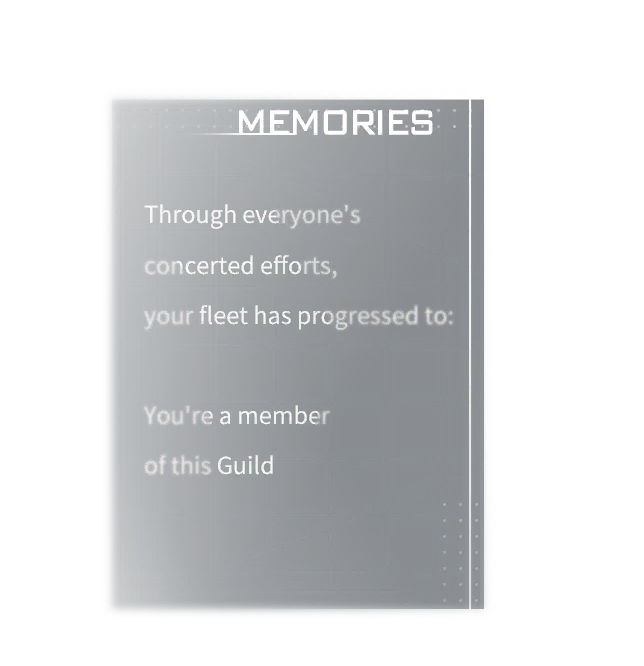 MEMORIES
Through everyone's
concerted efforts,
your fleet has progressed to:
You're a member
of this Guild